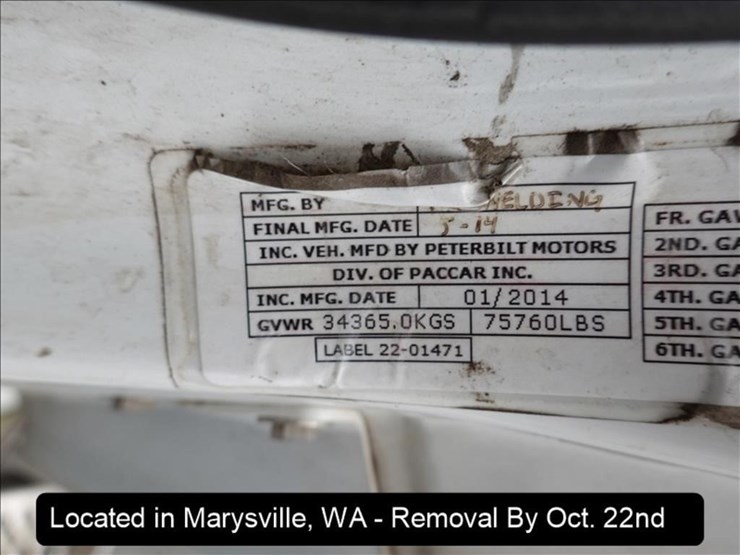 MFG. BY WELDING
FINAL MFG. DATE 5-14
INC. VEH. MFD BY PETERBILT MOTORS
DIV. OF PACCAR INC.
INC. MFG. DATE 01/2014
GVWR 34365.0KGS 75760LBS
LABEL 22-01471
FR. GAW
2ND. GA
3RD. GA
4TH. GA
5TH. GA
6TH. GA
Located in Marysville, WA - Removal By Oct. 22nd